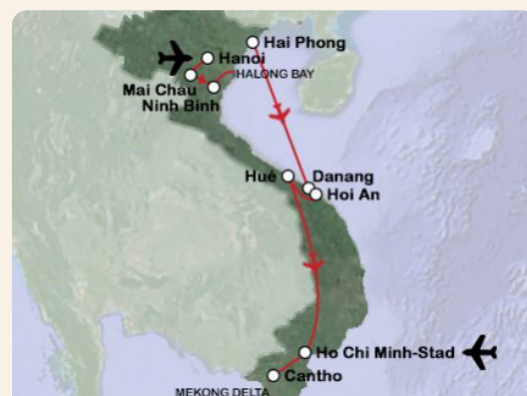 Hai Phong
Hanoi
HALONG BAY
Mai Chau
Ninh Binh
Hué
Danang
Hoi An
Ho Chi Minh-Stad
Cantho
MEKONG DELTA